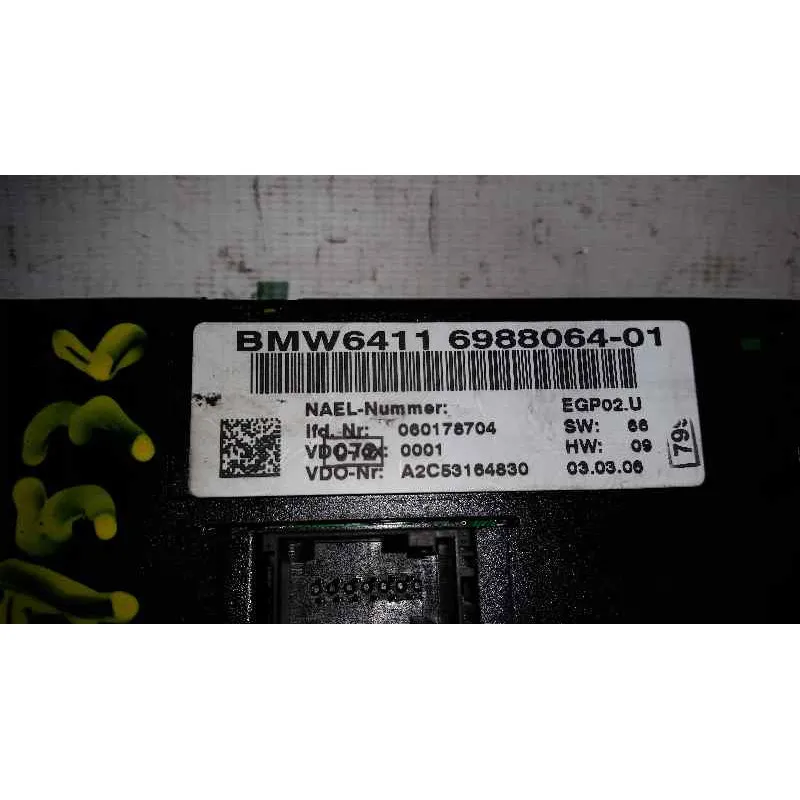 BMW6411 6988064-01
NAEL-Nummer: EGP02.U
lfd. Nr: 060178704 SW: 66
0001 HW: 09
VDO-Nr: A2C53164830 03.03.06